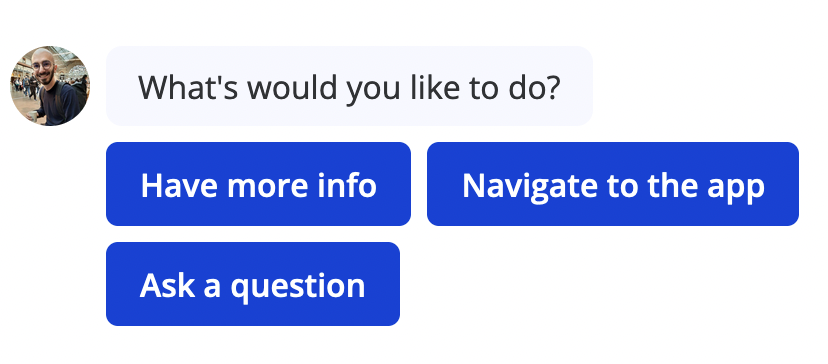 What's would you like to do?
Have more info
Navigate to the app
Ask a question